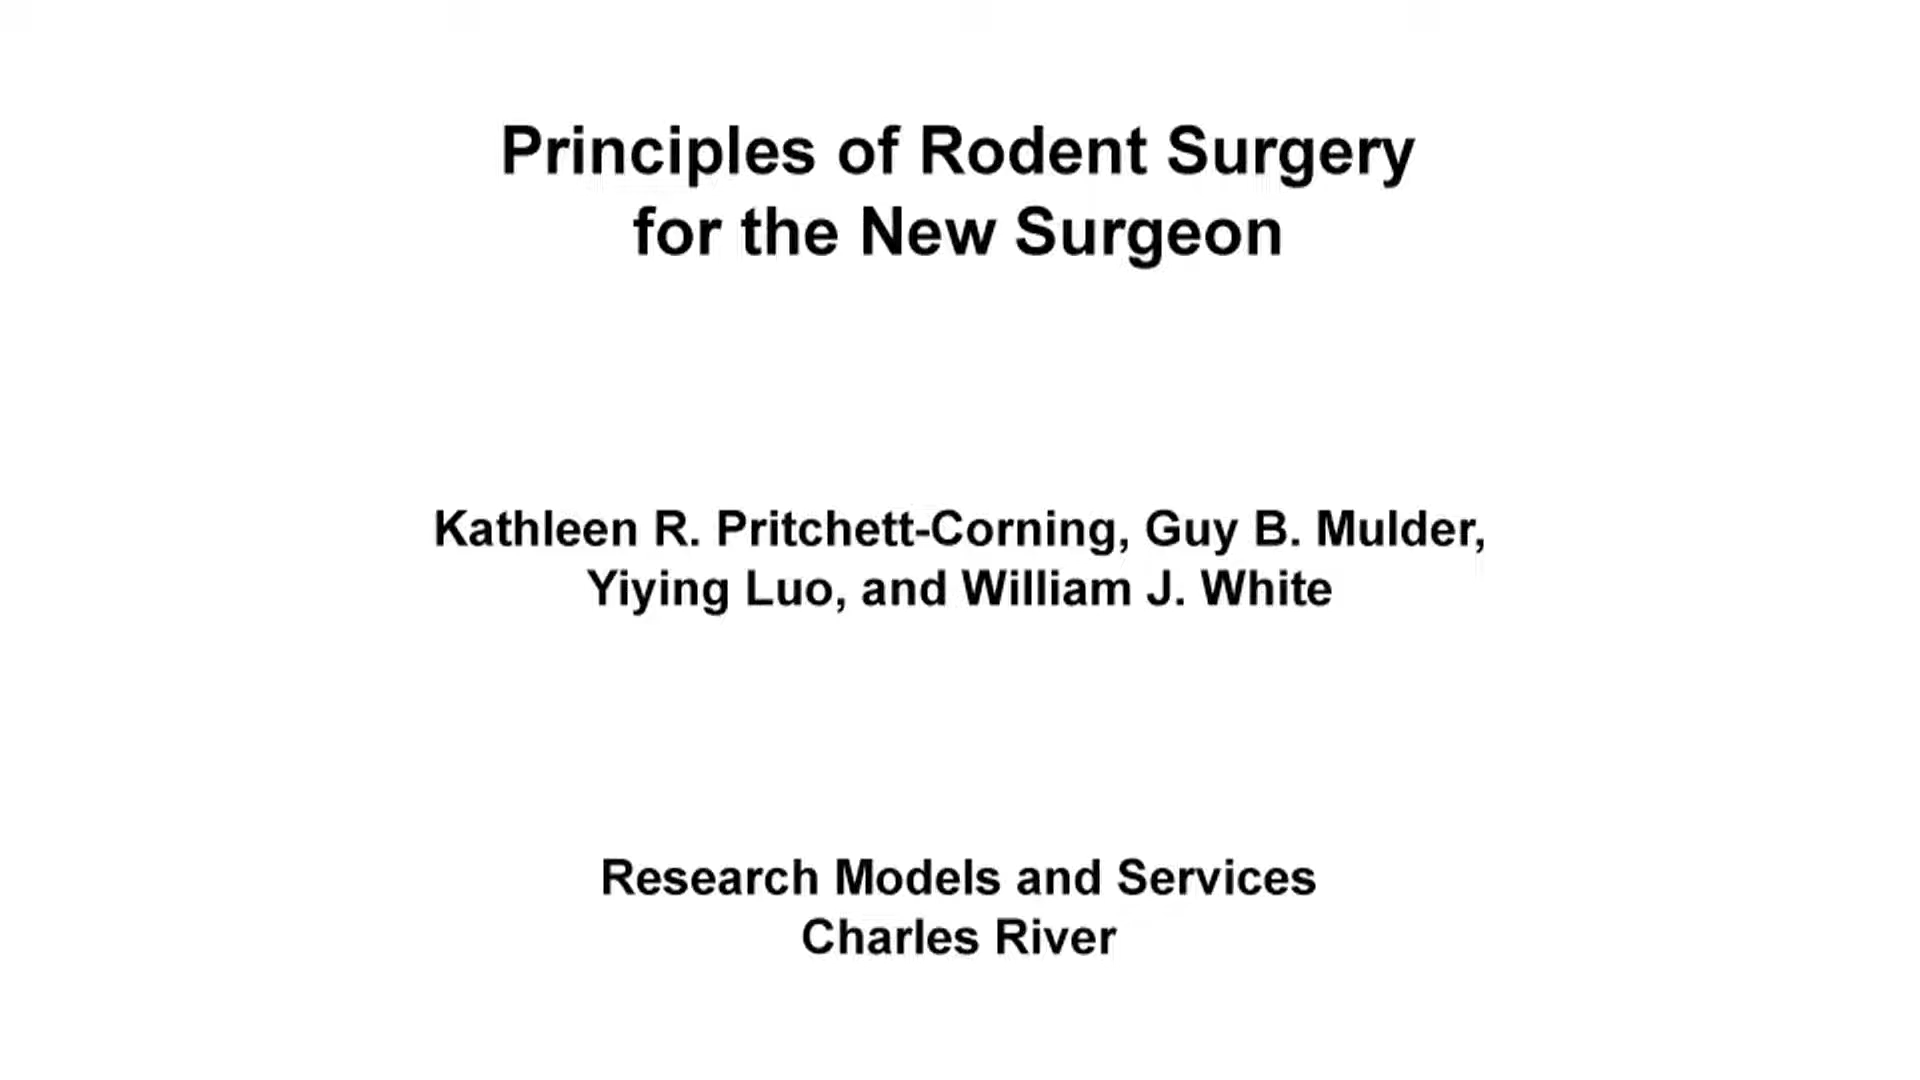 Principles of Rodent Surgery
for the New Surgeon
Kathleen R. Pritchett-Corning, Guy B. Mulder,
Yiying Luo, and William J. White
Research Models and Services
Charles River